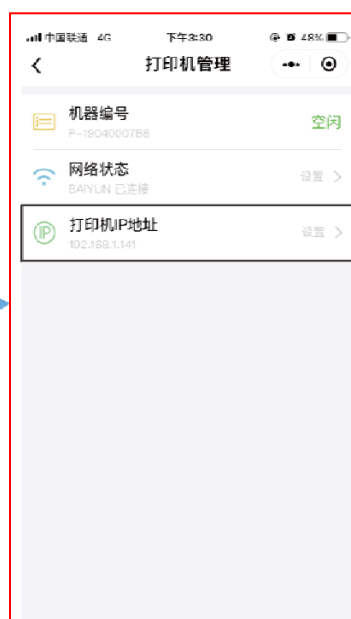 中国联通 4G 下午3:30 48%
打印机管理
机器编号
P-1904000788
空闲
网络状态
BAIYUN 已连接
设置
打印机IP地址
192.168.1.141
设置